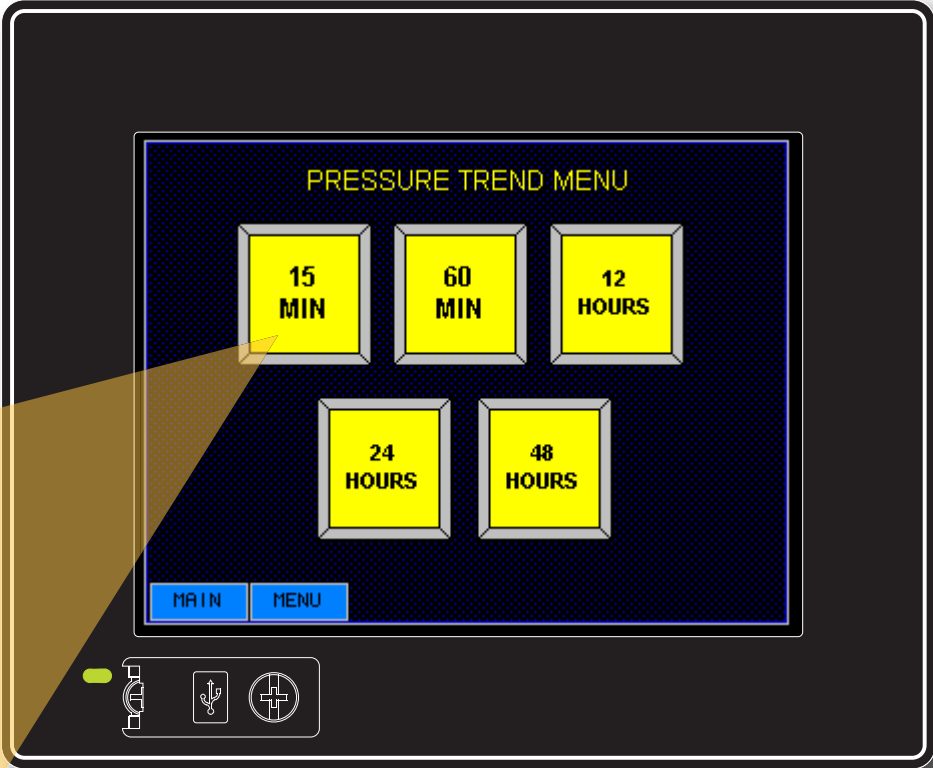 PRESSURE TREND MENU
15
MIN
60
MIN
12
HOURS
24
HOURS
48
HOURS
MAIN
MENU